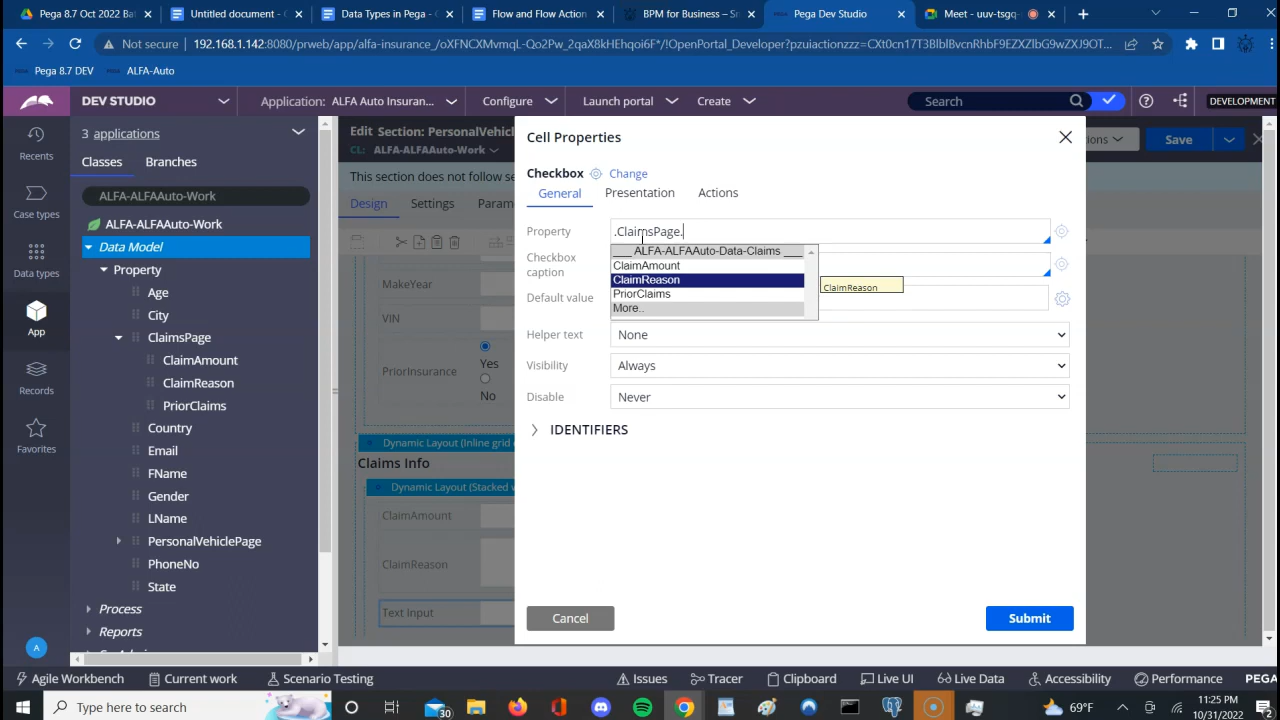 Pega 8.7 Oct 2022 Bat
Untitled document - G
Data Types in Pega - G
Flow and Flow Action
BPM for Business – Sm
Pega Dev Studio
Meet - uuv-tsgq-
Not secure 192.168.1.142:8080/prweb/app/alfa-insurance_/oXFNCXMvmqL-Qo2Pw_2qaX8kHEhqoi6F*/!OpenPortal_Developer?pzuiactionzzz=CXt0cn17T3BlblBvcnRhbF9EZXZlbG9wZXJ9OT...
Pega 8.7 DEV
ALFA-Auto
DEV STUDIO
Application: ALFA Auto Insuran...
Configure
Launch portal
Create
Search
DEVELOPMENT
Recents
Case types
Data types
App
Records
Favorites
A
3 applications
Classes
Branches
ALFA-ALFAAuto-Work
ALFA-ALFAAuto-Work
Data Model
Property
Age
City
ClaimsPage
ClaimAmount
ClaimReason
PriorClaims
Country
Email
FName
Gender
LName
PersonalVehiclePage
PhoneNo
State
Process
Reports
Edit Section: PersonalVehicl
CL: ALFA-ALFAAuto-Work
ons
Save
This section does not follow se
Design
Settings
Param
MakeYear
VIN
PriorInsurance
Yes
No
Dynamic Layout (Inline grid
Claims Info
Dynamic Layout (Stacked w
ClaimAmount
ClaimReason
Text Input
Cell Properties
Checkbox Change
General
Presentation
Actions
Property .ClaimsPage.
___ ALFA-ALFAAuto-Data-Claims ___
ClaimAmount
ClaimReason
PriorClaims
More..
ClaimReason
Checkbox
caption
Default value
Helper text None
Visibility Always
Disable Never
IDENTIFIERS
Cancel
Submit
Agile Workbench
Current work
Scenario Testing
Issues
Tracer
Clipboard
Live UI
Live Data
Accessibility
Performance
PEGA
Type here to search
30
69°F
11:25 PM
10/31/2022